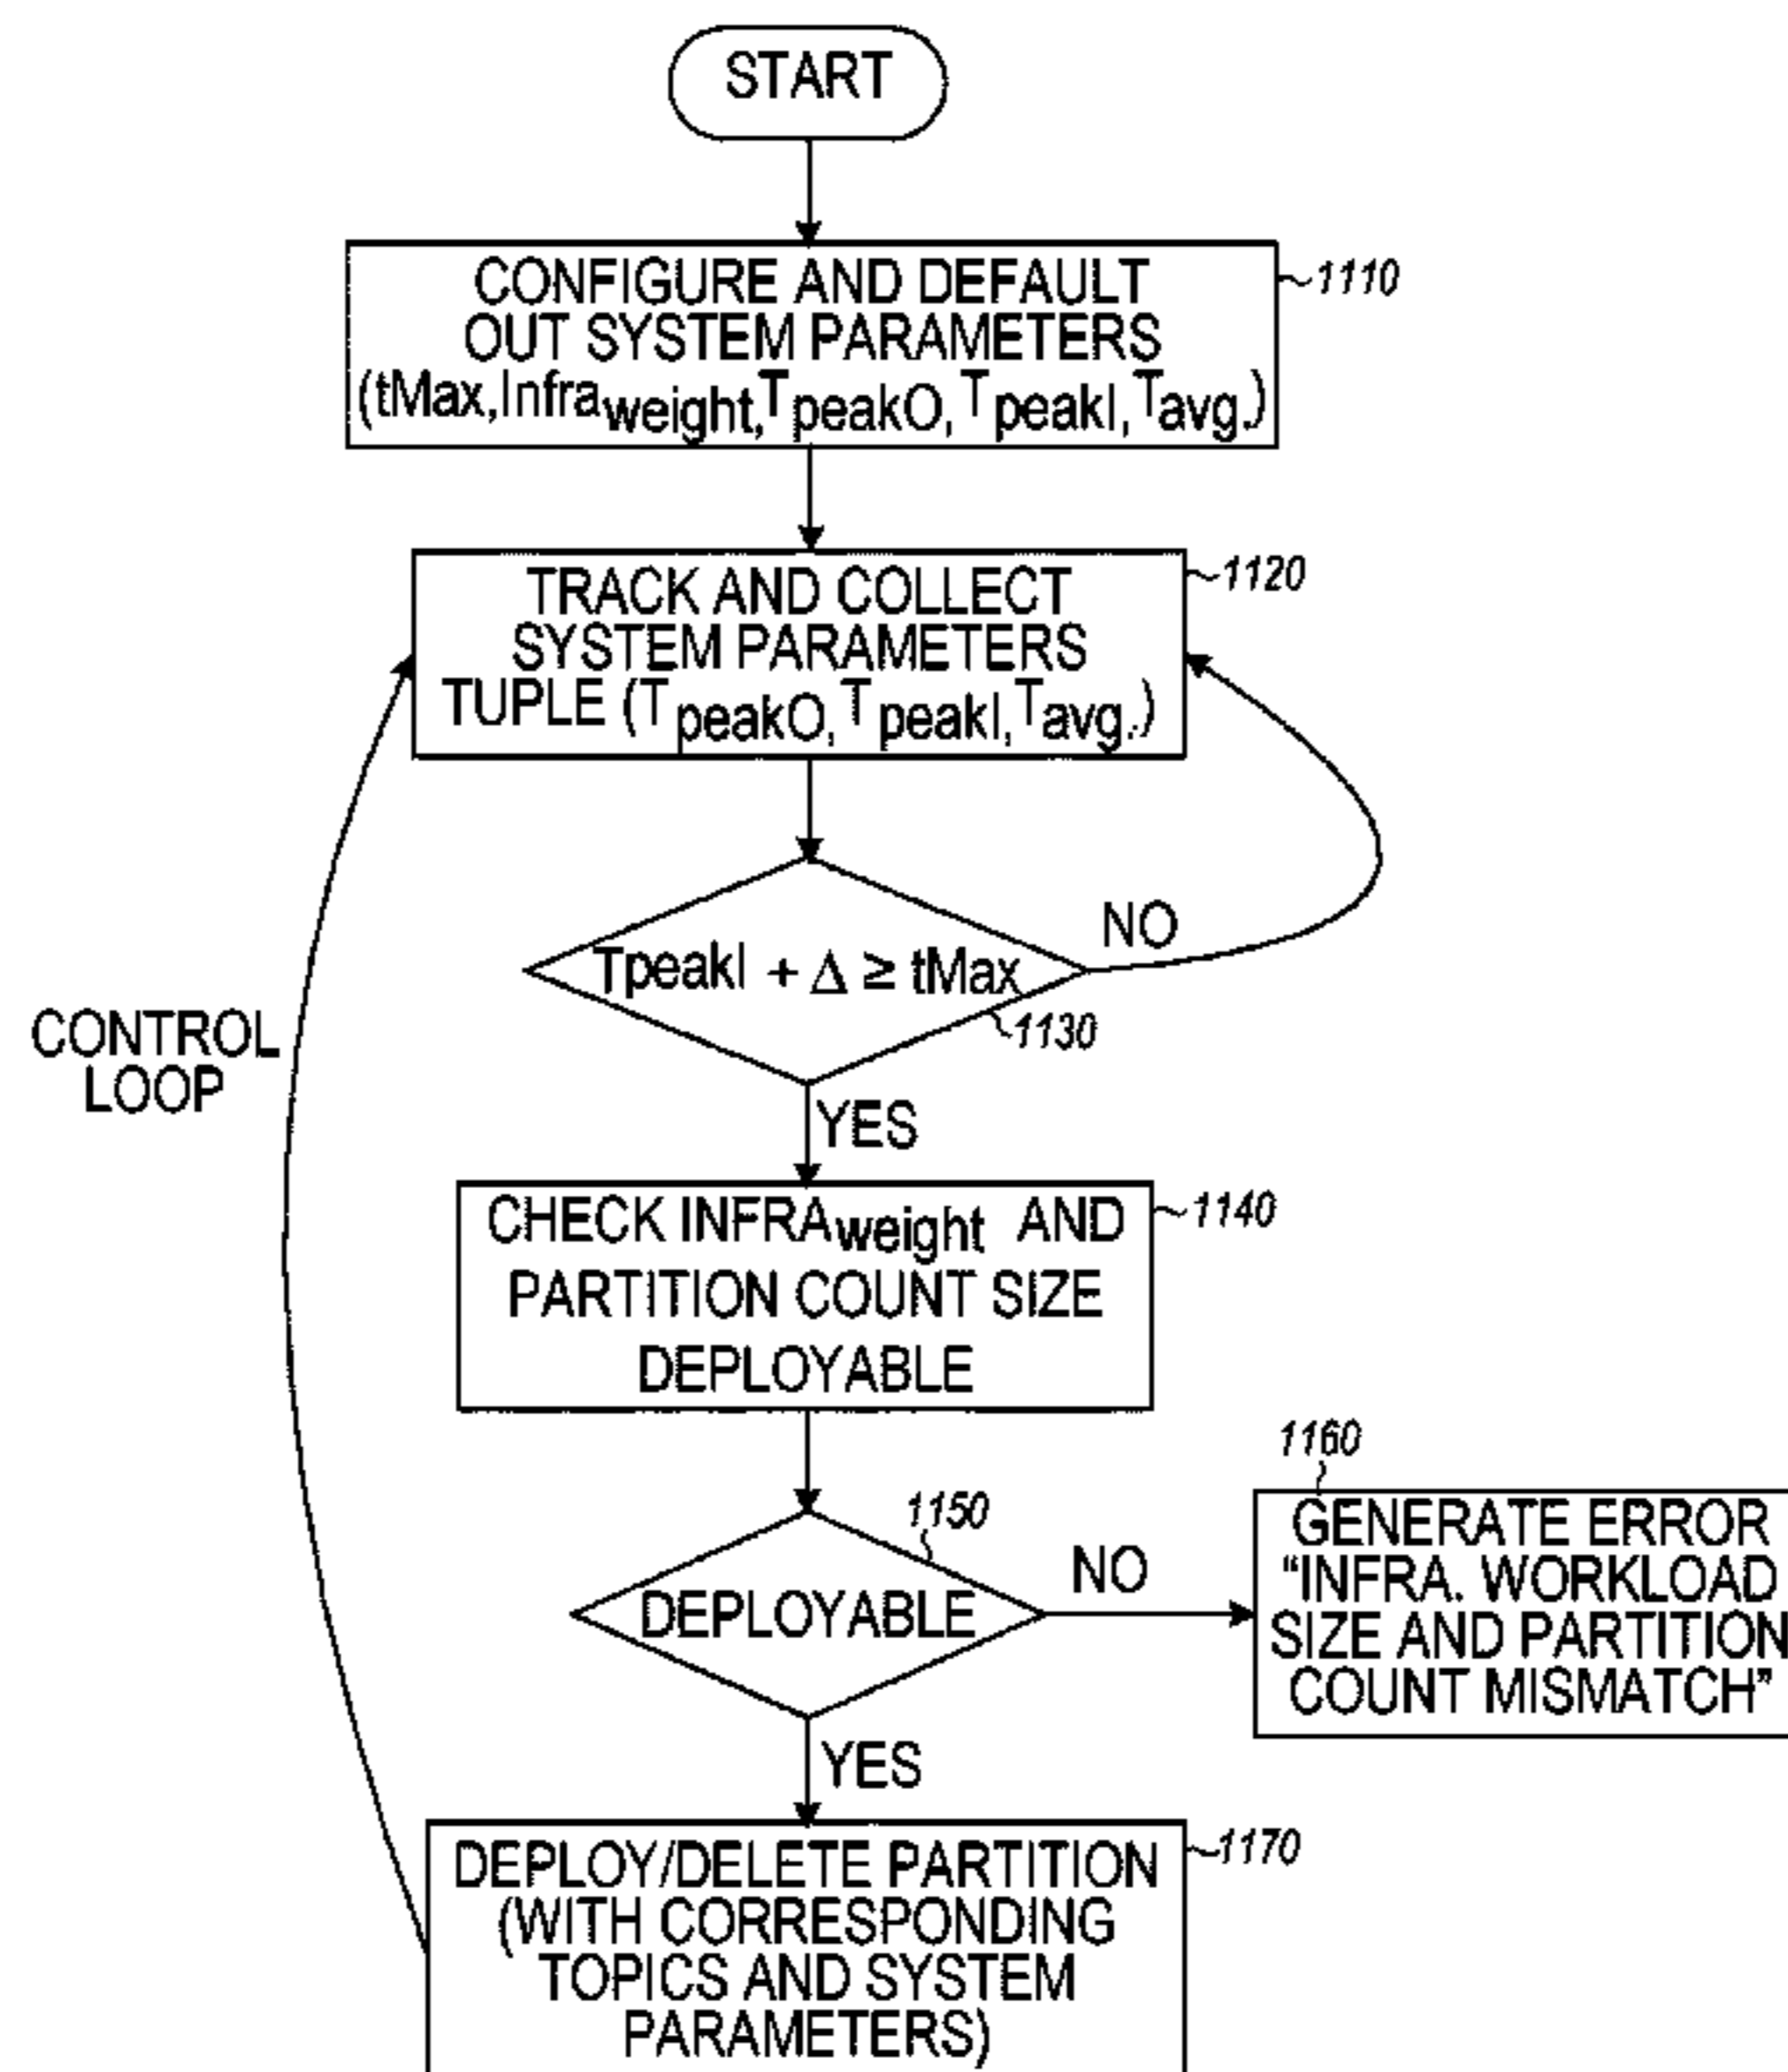 START
CONFIGURE AND DEFAULT
OUT SYSTEM PARAMETERS
(tMax,Infraweight,TpeakO,TpeakI,Tavg.)
1110
TRACK AND COLLECT
SYSTEM PARAMETERS
TUPLE (TpeakO,TpeakI,Tavg.)
1120
TpeakI + Δ ≥ tMax
NO
1130
CONTROL
LOOP
YES
CHECK INFRAweight AND
PARTITION COUNT SIZE
DEPLOYABLE
1140
DEPLOYABLE
1150
NO
1160
GENERATE ERROR
“INFRA. WORKLOAD
SIZE AND PARTITION
COUNT MISMATCH”
YES
DEPLOY/DELETE PARTITION
(WITH CORRESPONDING
TOPICS AND SYSTEM
PARAMETERS)
1170